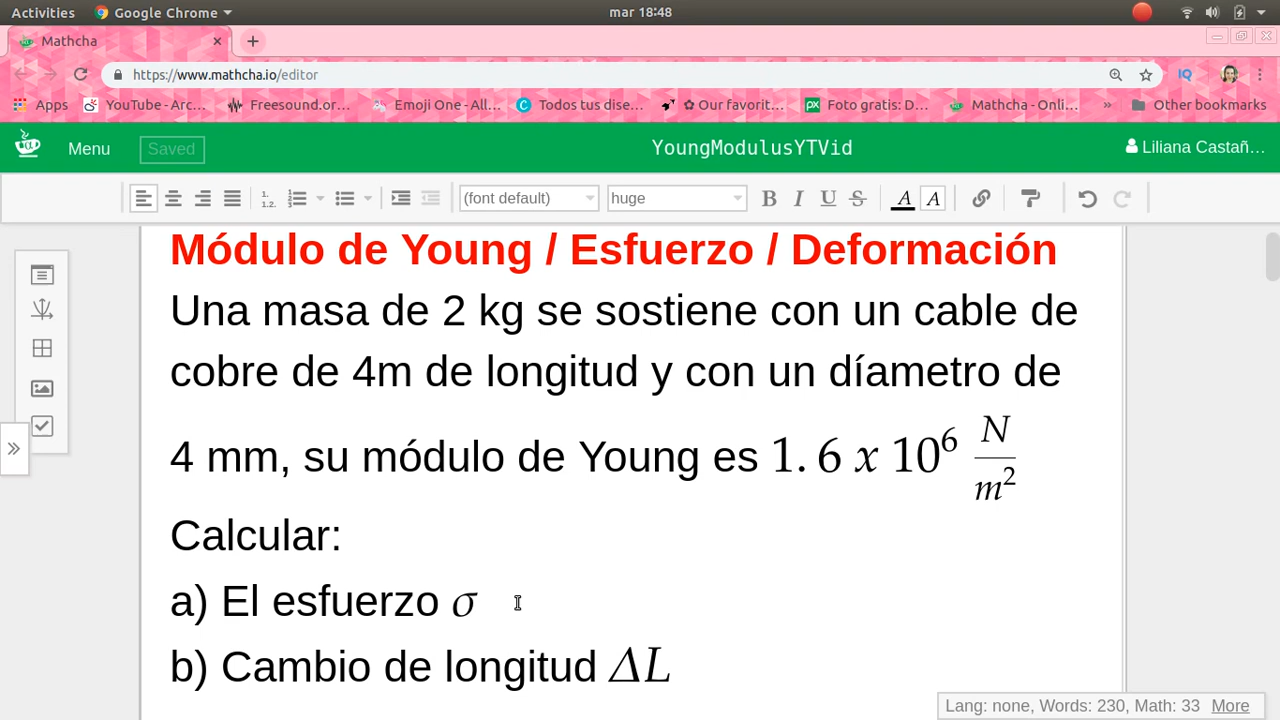 Activities Google Chrome mar 18:48
Mathcha
https://www.mathcha.io/editor
Apps YouTube - Arc... Freesound.or... Emoji One - All... Todos tus dise... ✿ Our favorit... Foto gratis: D... Mathcha - Onli... » Other bookmarks
Menu Saved YoungModulusYTVid Liliana Castañ...
(font default) huge B I U S A A
Módulo de Young / Esfuerzo / Deformación
Una masa de 2 kg se sostiene con un cable de
cobre de 4m de longitud y con un díametro de
4 mm, su módulo de Young es 1.6 x 10⁶ N/m²
Calcular:
a) El esfuerzo σ
b) Cambio de longitud ΔL
Lang: none, Words: 230, Math: 33 More